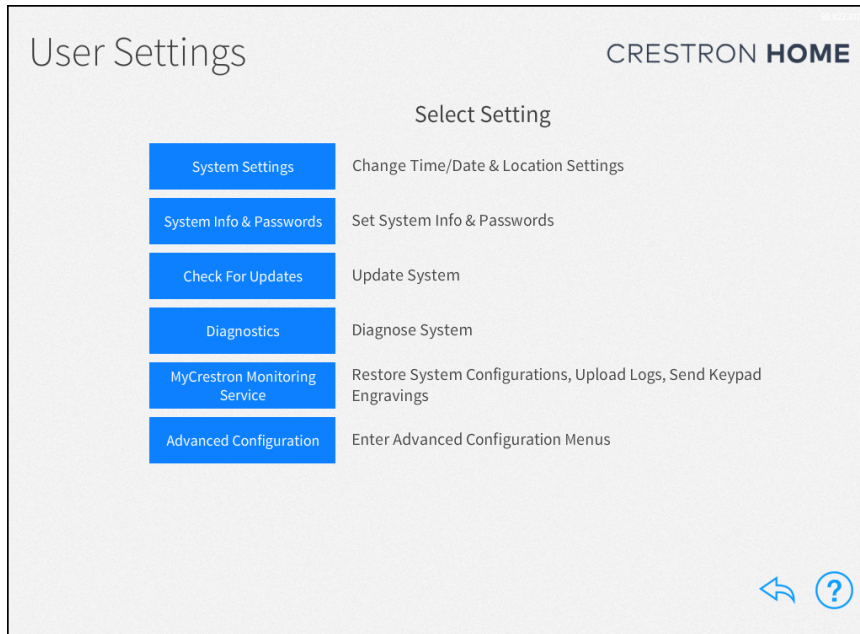 User Settings
CRESTRON HOME
Select Setting
System Settings
Change Time/Date & Location Settings
System Info & Passwords
Set System Info & Passwords
Check For Updates
Update System
Diagnostics
Diagnose System
MyCrestron Monitoring
Service
Restore System Configurations, Upload Logs, Send Keypad
Engravings
Advanced Configuration
Enter Advanced Configuration Menus
?